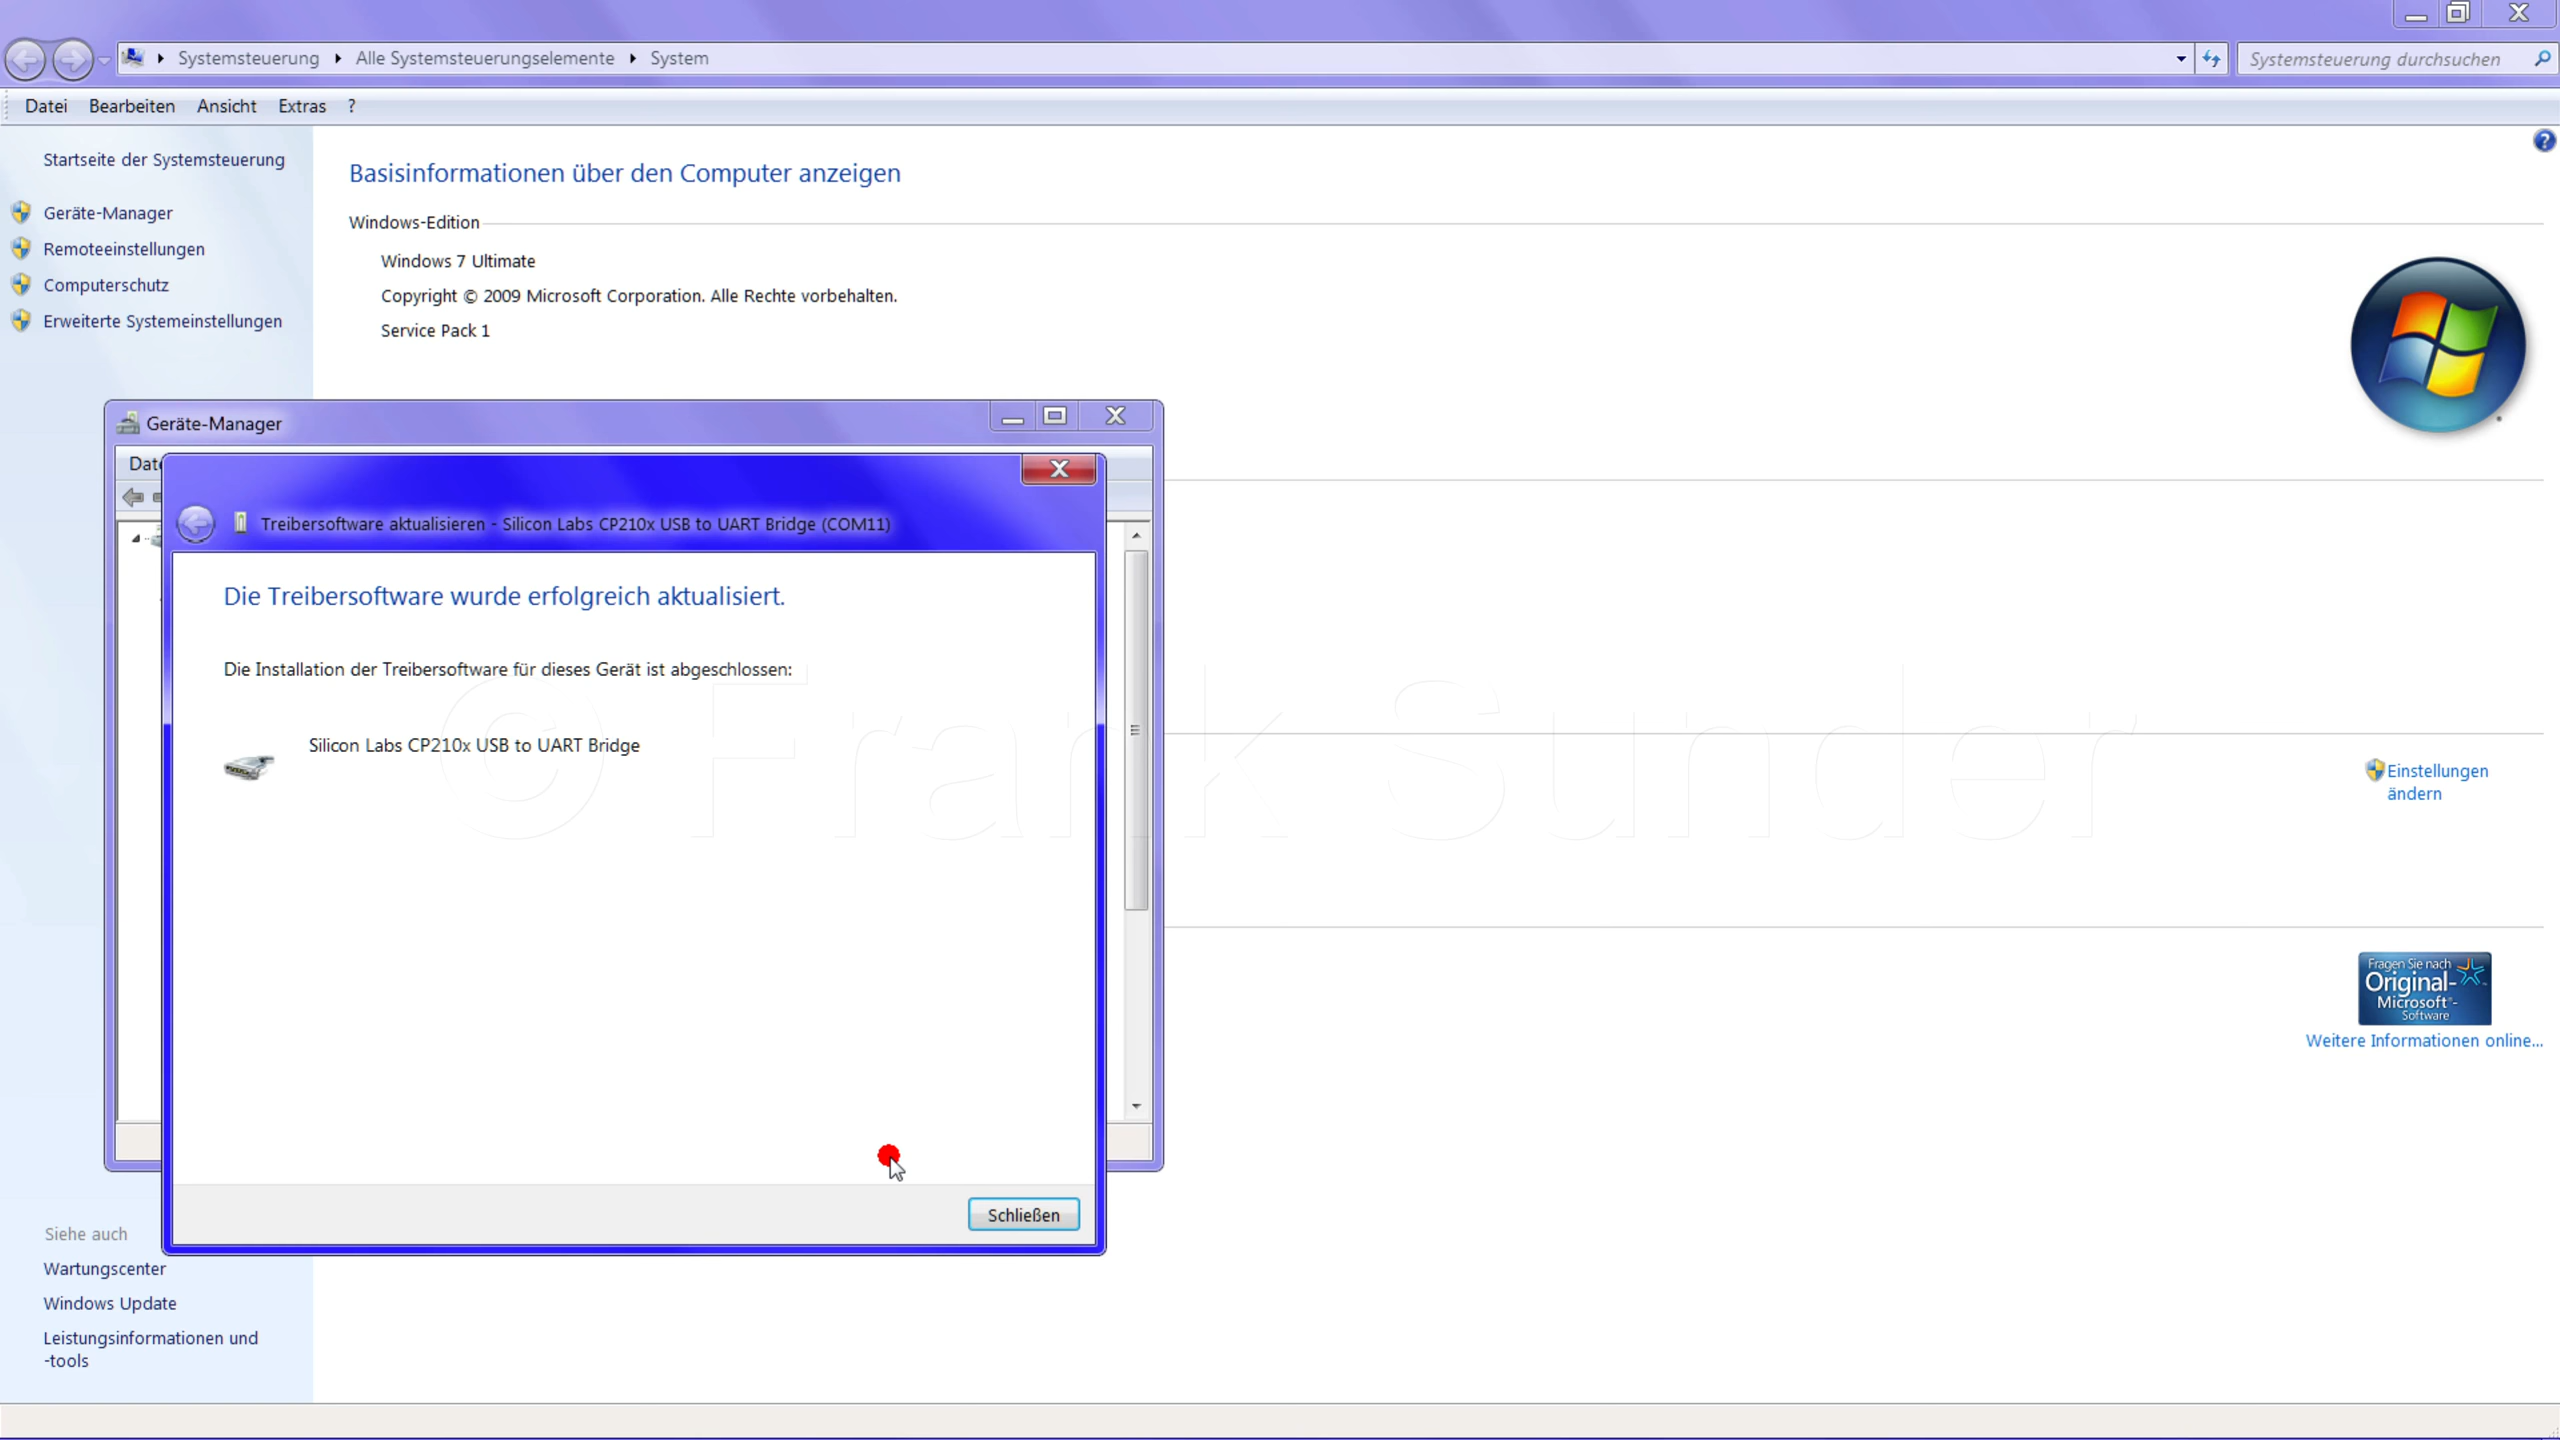 Systemsteuerung Alle Systemsteuerungselemente System
Systemsteuerung durchsuchen
Datei Bearbeiten Ansicht Extras ?
Startseite der Systemsteuerung
Geräte-Manager
Remoteeinstellungen
Computerschutz
Erweiterte Systemeinstellungen
Basisinformationen über den Computer anzeigen
Windows-Edition
Windows 7 Ultimate
Copyright © 2009 Microsoft Corporation. Alle Rechte vorbehalten.
Service Pack 1
Geräte-Manager
Treibersoftware aktualisieren - Silicon Labs CP210x USB to UART Bridge (COM11)
Die Treibersoftware wurde erfolgreich aktualisiert.
Die Installation der Treibersoftware für dieses Gerät ist abgeschlossen:
Silicon Labs CP210x USB to UART Bridge
© Frank Sunder
Schließen
Einstellungen
ändern
Fragen Sie nach
Original-
Microsoft-
Software
Weitere Informationen online...
Siehe auch
Wartungscenter
Windows Update
Leistungsinformationen und
-tools